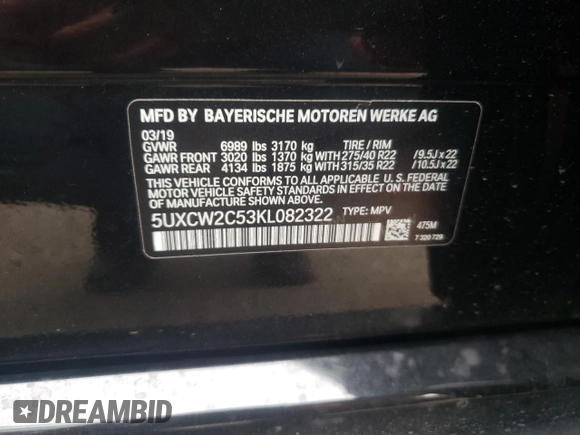 MFD BY BAYERISCHE MOTOREN WERKE AG
03/19
GVWR 6989 lbs 3170 kg TIRE / RIM
GAWR FRONT 3020 lbs 1370 kg WITH 275/40 R22 /9.5J x 22
GAWR REAR 4134 lbs 1875 kg WITH 315/35 R22 /10.5J x 22
THIS VEHICLE CONFORMS TO ALL APPLICABLE U. S. FEDERAL
MOTOR VEHICLE SAFETY STANDARDS IN EFFECT ON THE DATE
OF MANUFACTURE SHOWN ABOVE.
5UXCW2C53KL082322 TYPE: MPV
475M
7 320 729
DREAMBID